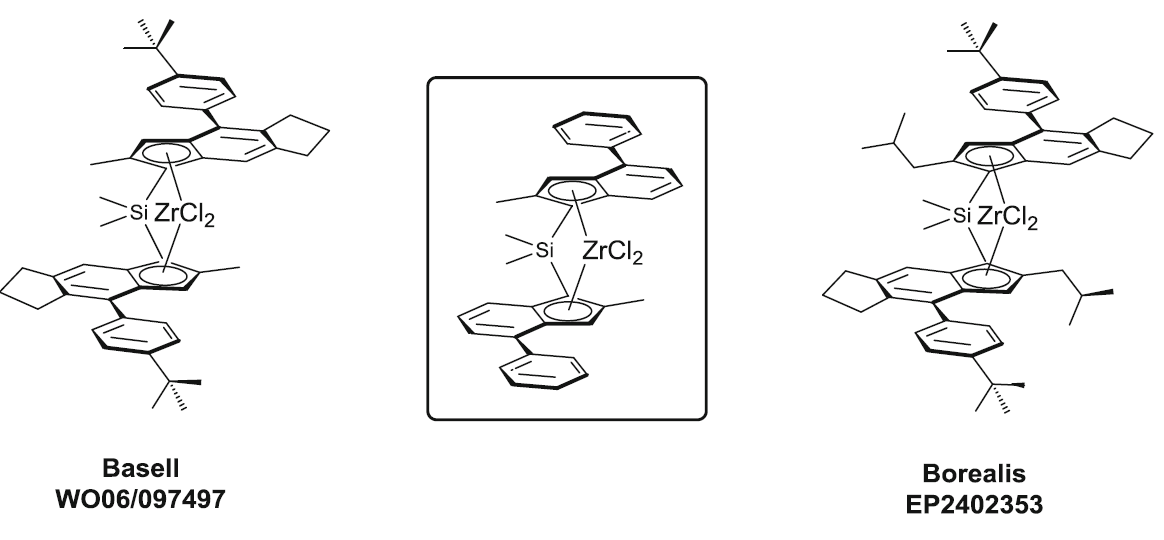 Si ZrCl2
Si ZrCl2
Si ZrCl2
Basell
WO06/097497
Borealis
EP2402353